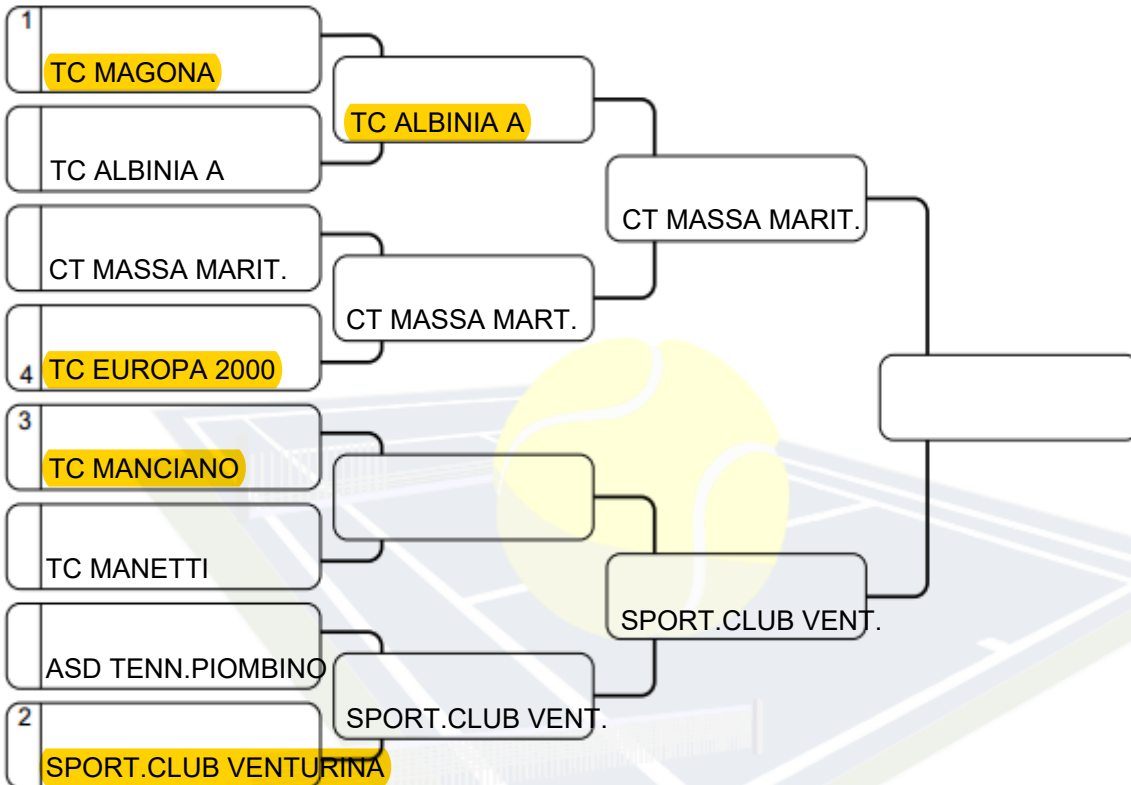 1
TC MAGONA
TC ALBINIA A
CT MASSA MARIT.
4 TC EUROPA 2000
3
TC MANCIANO
TC MANETTI
ASD TENN.PIOMBINO
2
SPORT.CLUB VENTURINA
TC ALBINIA A
CT MASSA MART.
SPORT.CLUB VENT.
CT MASSA MARIT.
SPORT.CLUB VENT.